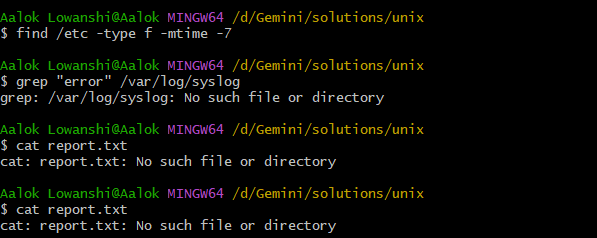 Aalok Lowanshi@Aalok MINGW64 /d/Gemini/solutions/unix
$ find /etc -type f -mtime -7
Aalok Lowanshi@Aalok MINGW64 /d/Gemini/solutions/unix
$ grep "error" /var/log/syslog
grep: /var/log/syslog: No such file or directory
Aalok Lowanshi@Aalok MINGW64 /d/Gemini/solutions/unix
$ cat report.txt
cat: report.txt: No such file or directory
Aalok Lowanshi@Aalok MINGW64 /d/Gemini/solutions/unix
$ cat report.txt
cat: report.txt: No such file or directory